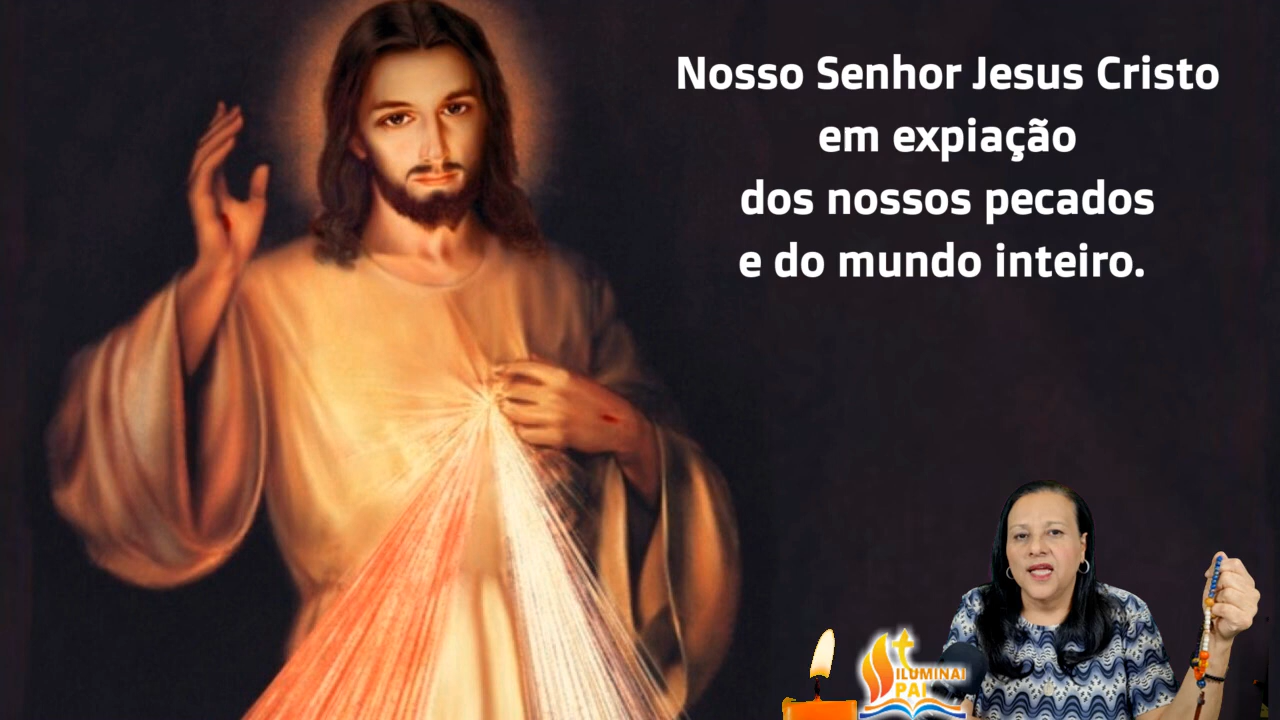 Nosso Senhor Jesus Cristo
em expiação
dos nossos pecados
e do mundo inteiro.
ILUMINAI
PAI